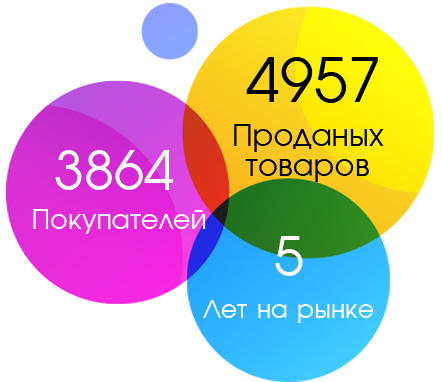 4957
Проданых
товаров
3864
Покупателей
5
Лет на рынке